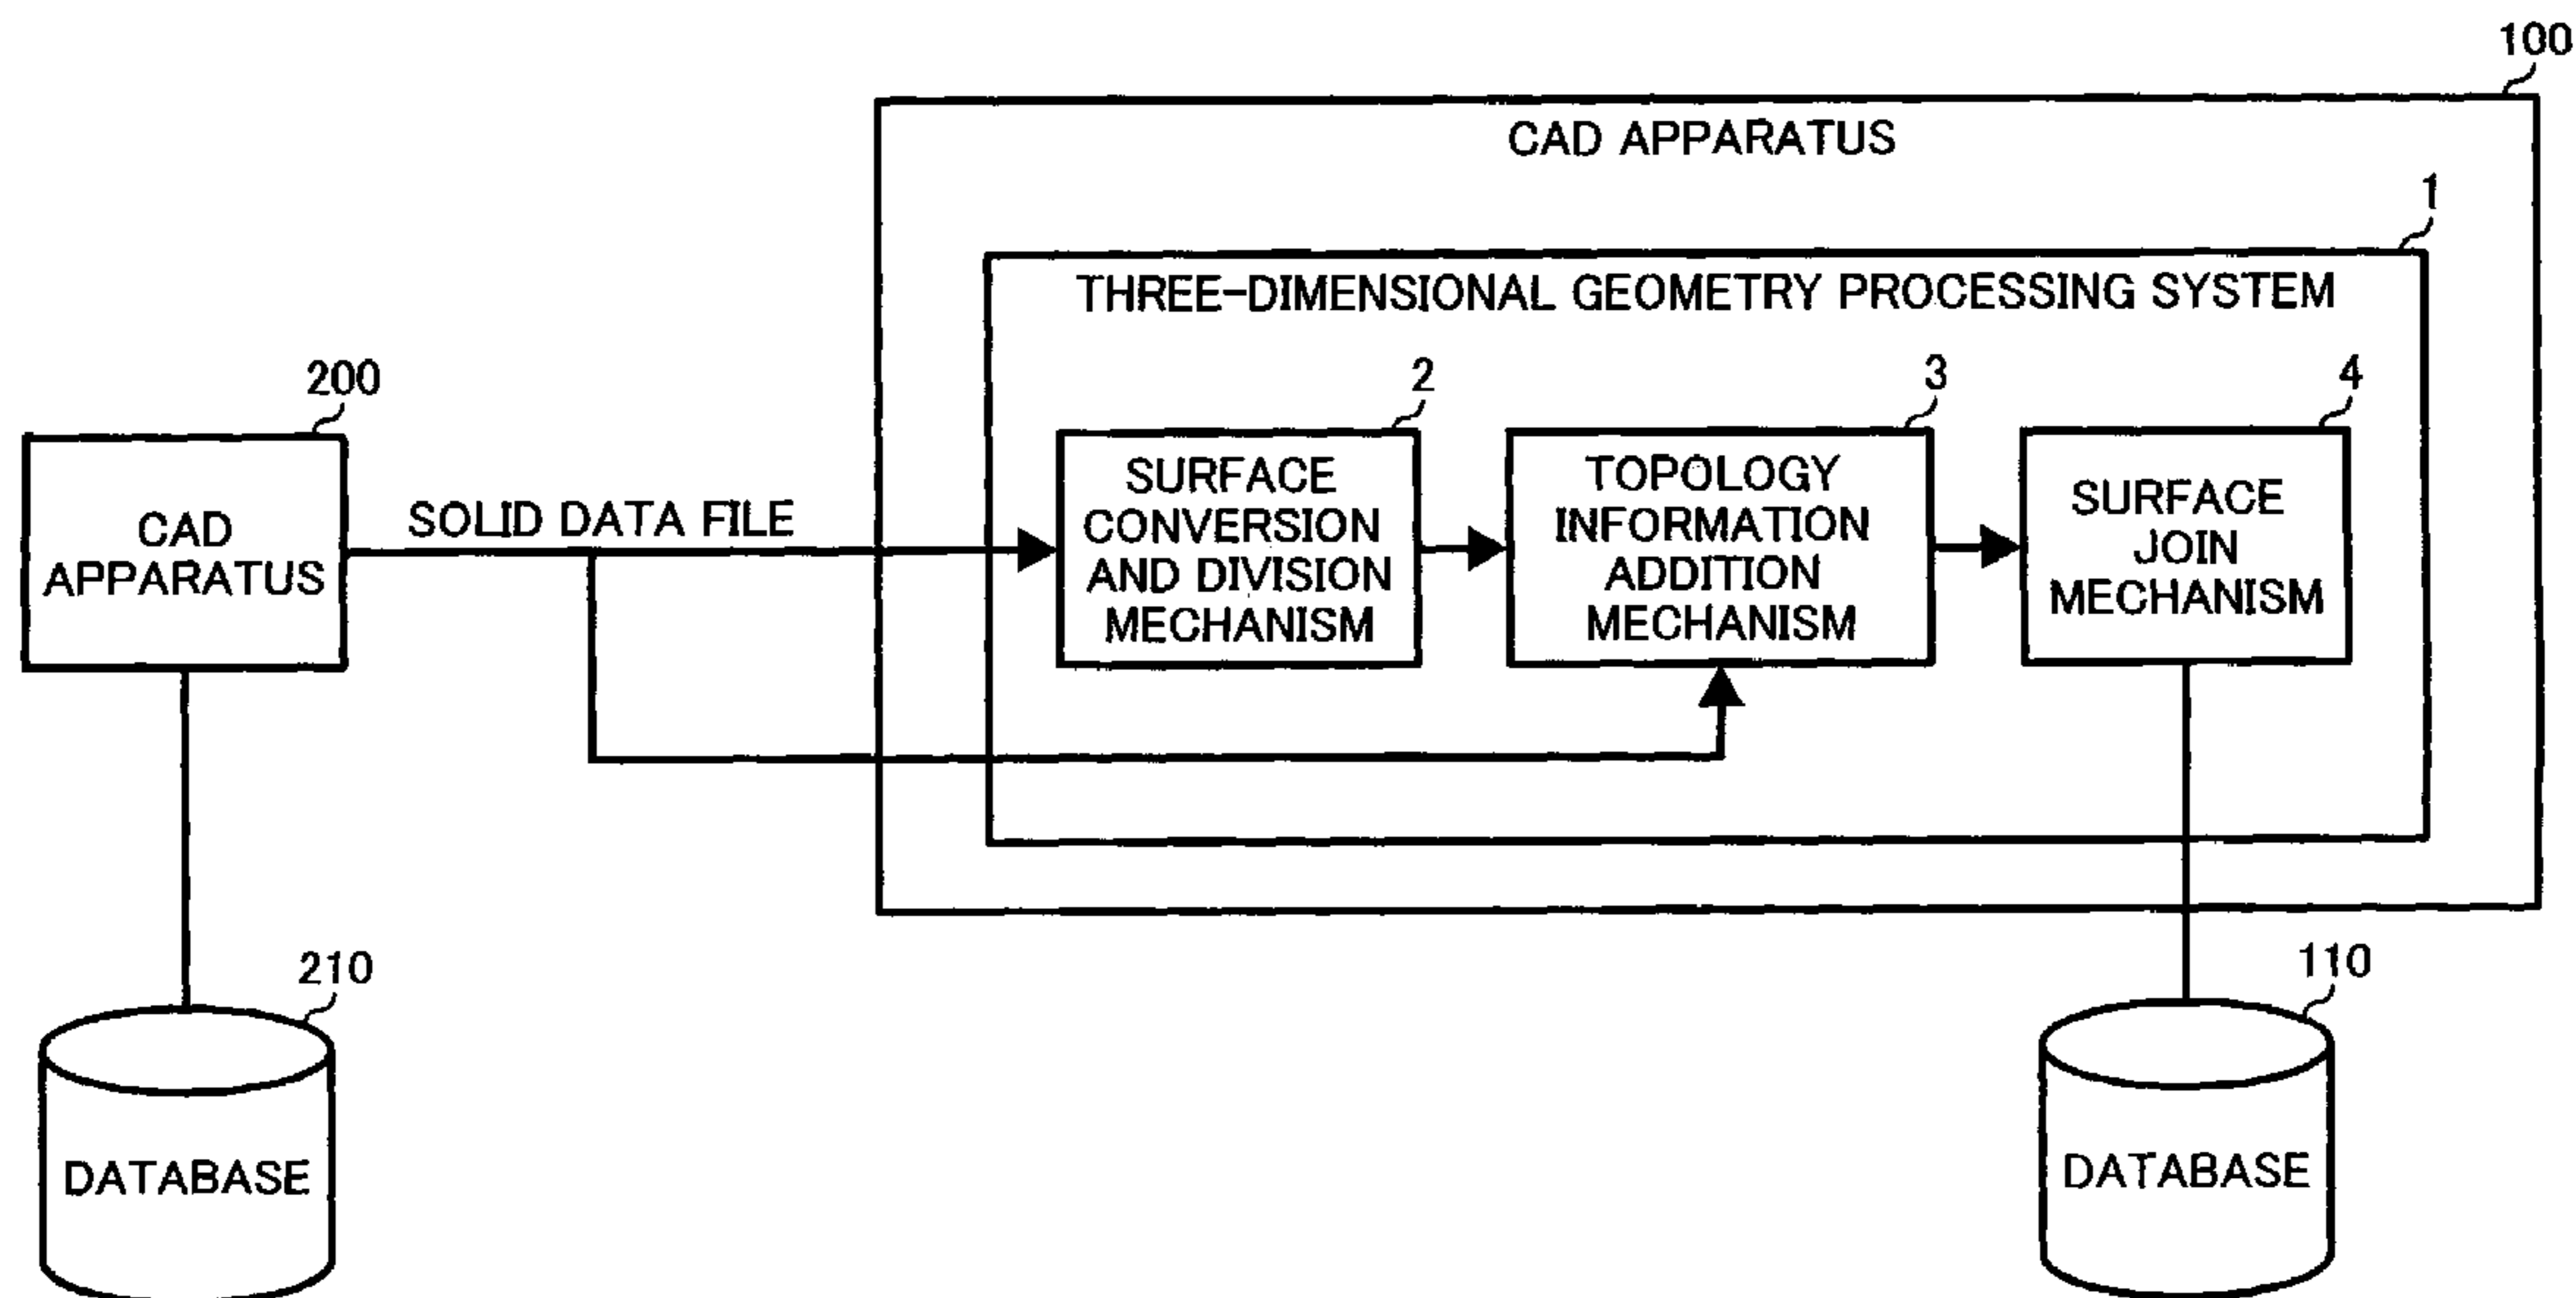 100
CAD APPARATUS
1
THREE-DIMENSIONAL GEOMETRY PROCESSING SYSTEM
200
CAD
APPARATUS
SOLID DATA FILE
2
SURFACE
CONVERSION
AND DIVISION
MECHANISM
3
TOPOLOGY
INFORMATION
ADDITION
MECHANISM
4
SURFACE
JOIN
MECHANISM
210
DATABASE
110
DATABASE